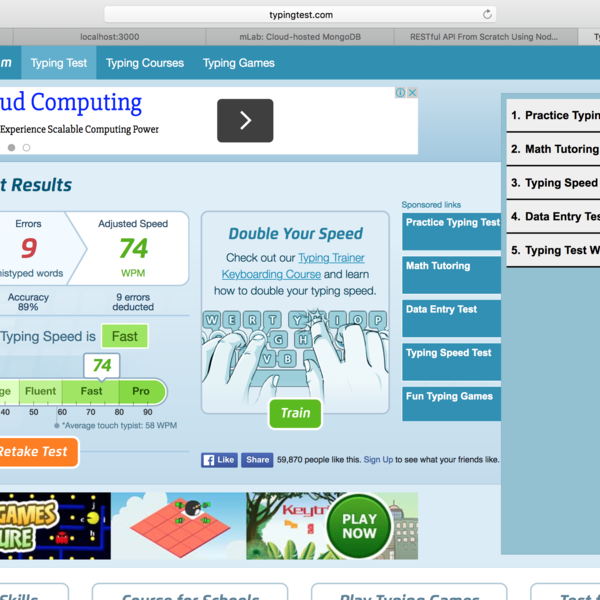 typingtest.com
localhost:3000
mLab: Cloud-hosted MongoDB
RESTful API From Scratch Using Nod...
Ty
m
Typing Test
Typing Courses
Typing Games
ud Computing
Experience Scalable Computing Power
1. Practice Typin
2. Math Tutoring
3. Typing Speed
4. Data Entry Tes
5. Typing Test W
t Results
Errors
9
nistyped words
Adjusted Speed
74
WPM
Accuracy
89%
9 errors
deducted
Typing Speed is Fast
74
ge Fluent Fast Pro
40 50 60 70 80 90
*Average touch typist: 58 WPM
Retake Test
Double Your Speed
Check out our Typing Trainer
Keyboarding Course and learn
how to double your typing speed.
W E R T Y I O P
G H
V B
Train
Sponsored links
Practice Typing Test
Math Tutoring
Data Entry Test
Typing Speed Test
Fun Typing Games
Like
Share
59,870 people like this. Sign Up to see what your friends like.
GAMES
URE
Keytri
PLAY
NOW
Skills
Course for Schools
Play Typing Games
Test f